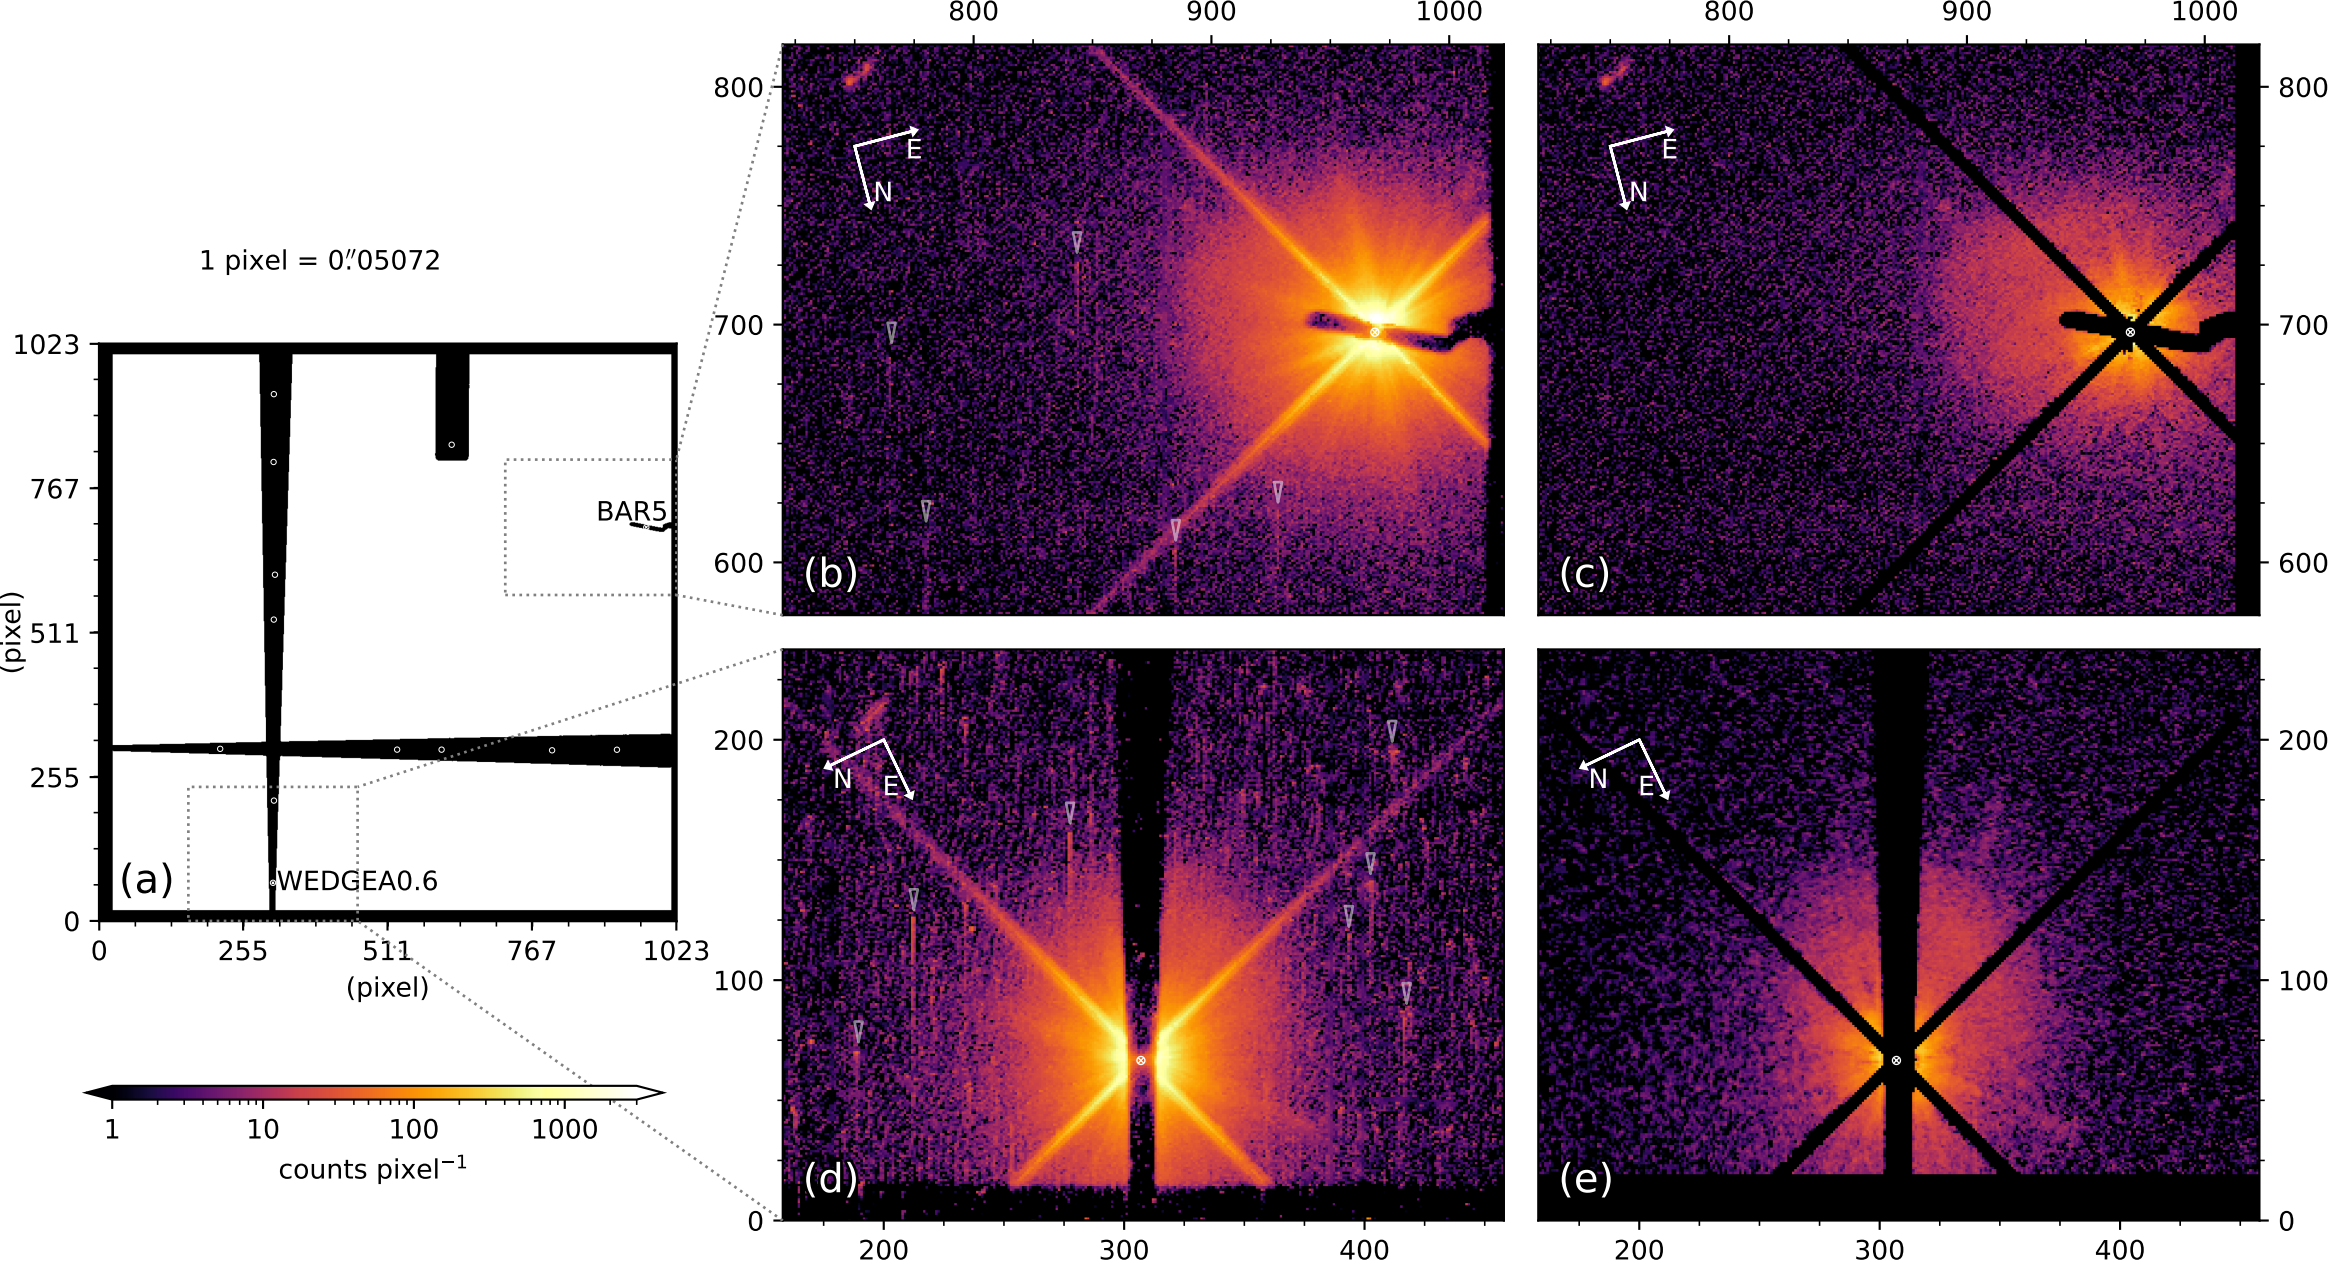 800 900 1000
800 900 1000
1 pixel = 0.″05072
1023
767
511
255
0
(pixel)
BAR5
WEDGEA0.6
(a)
0 255 511 767 1023
(pixel)
1 10 100 1000
counts pixel⁻¹
800
700
600
E
N
(b)
E
N
(c)
800
700
600
200
100
0
N
E
(d)
200 300 400
N
E
(e)
200
100
0
200 300 400